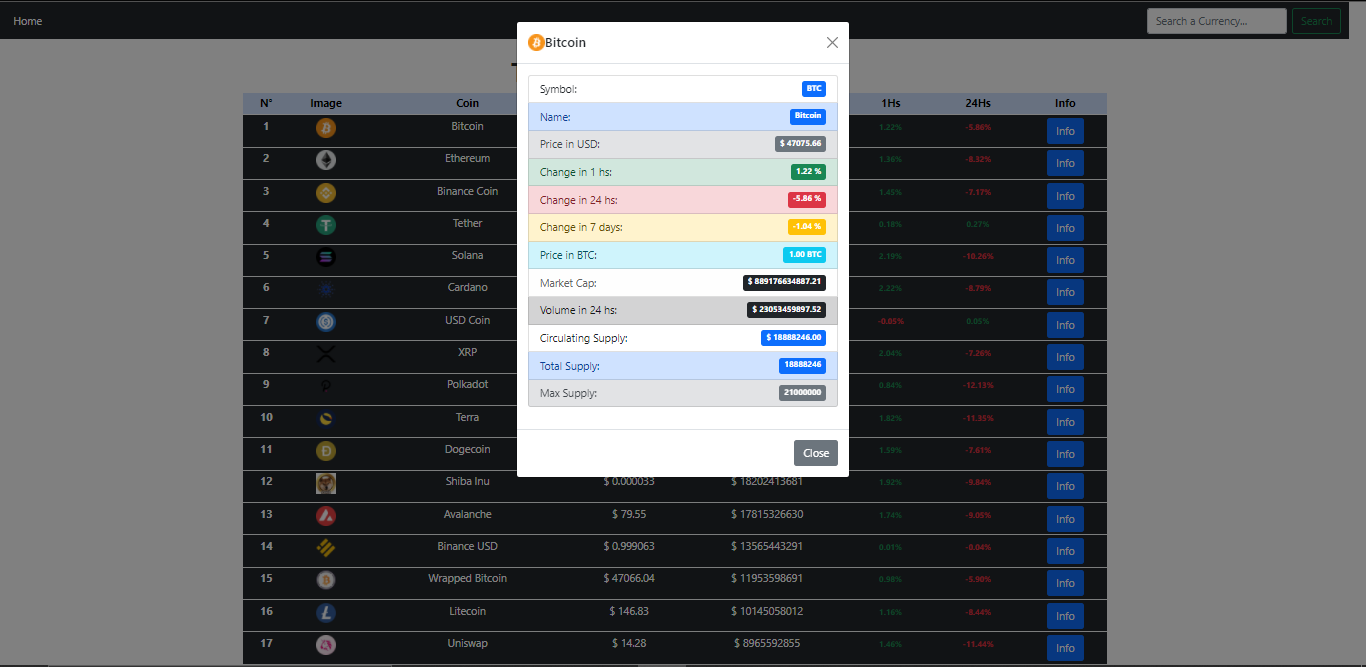 Home Search a Currency... Search
Bitcoin
Symbol: BTC
Name: Bitcoin
Price in USD: $ 47075.66
Change in 1 hs: 1.22 %
Change in 24 hs: -5.86 %
Change in 7 days: -1.04 %
Price in BTC: 1.00 BTC
Market Cap: $ 889176634887.21
Volume in 24 hs: $ 23053459897.52
Circulating Supply: $ 18888246.00
Total Supply: 18888246
Max Supply: 21000000
Close
N° Image Coin 1Hs 24Hs Info
1 Bitcoin 1.22% -5.86% Info
2 Ethereum 1.36% -8.32% Info
3 Binance Coin 1.45% -7.17% Info
4 Tether 0.18% 0.27% Info
5 Solana 2.19% -10.26% Info
6 Cardano 2.22% -8.79% Info
7 USD Coin -0.05% 0.05% Info
8 XRP 2.04% -7.26% Info
9 Polkadot 0.84% -12.13% Info
10 Terra 1.82% -11.35% Info
11 Dogecoin 1.59% -7.61% Info
12 Shiba Inu $ 0.000033 $ 18202413681 1.92% -9.84% Info
13 Avalanche $ 79.55 $ 17815326630 1.74% -9.05% Info
14 Binance USD $ 0.999063 $ 13565443291 0.01% -0.04% Info
15 Wrapped Bitcoin $ 47066.04 $ 11953598691 0.98% -5.90% Info
16 Litecoin $ 146.83 $ 10145058012 1.16% -8.44% Info
17 Uniswap $ 14.28 $ 8965592855 1.46% -11.44% Info